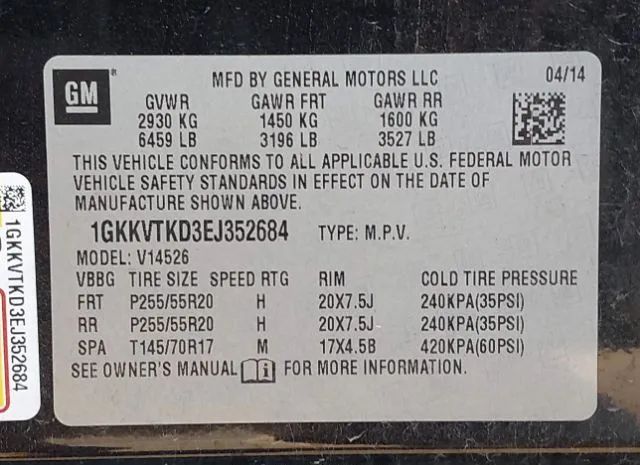 GM ®
MFD BY GENERAL MOTORS LLC 04/14
GVWR GAWR FRT GAWR RR
2930 KG 1450 KG 1600 KG
6459 LB 3196 LB 3527 LB
THIS VEHICLE CONFORMS TO ALL APPLICABLE U.S. FEDERAL MOTOR
VEHICLE SAFETY STANDARDS IN EFFECT ON THE DATE OF
MANUFACTURE SHOWN ABOVE.
1GKKVTKD3EJ352684 TYPE: M.P.V.
MODEL: V14526
VBBG TIRE SIZE SPEED RTG RIM COLD TIRE PRESSURE
FRT P255/55R20 H 20X7.5J 240KPA(35PSI)
RR P255/55R20 H 20X7.5J 240KPA(35PSI)
SPA T145/70R17 M 17X4.5B 420KPA(60PSI)
SEE OWNER'S MANUAL FOR MORE INFORMATION.
1GKKVTKD3EJ352684